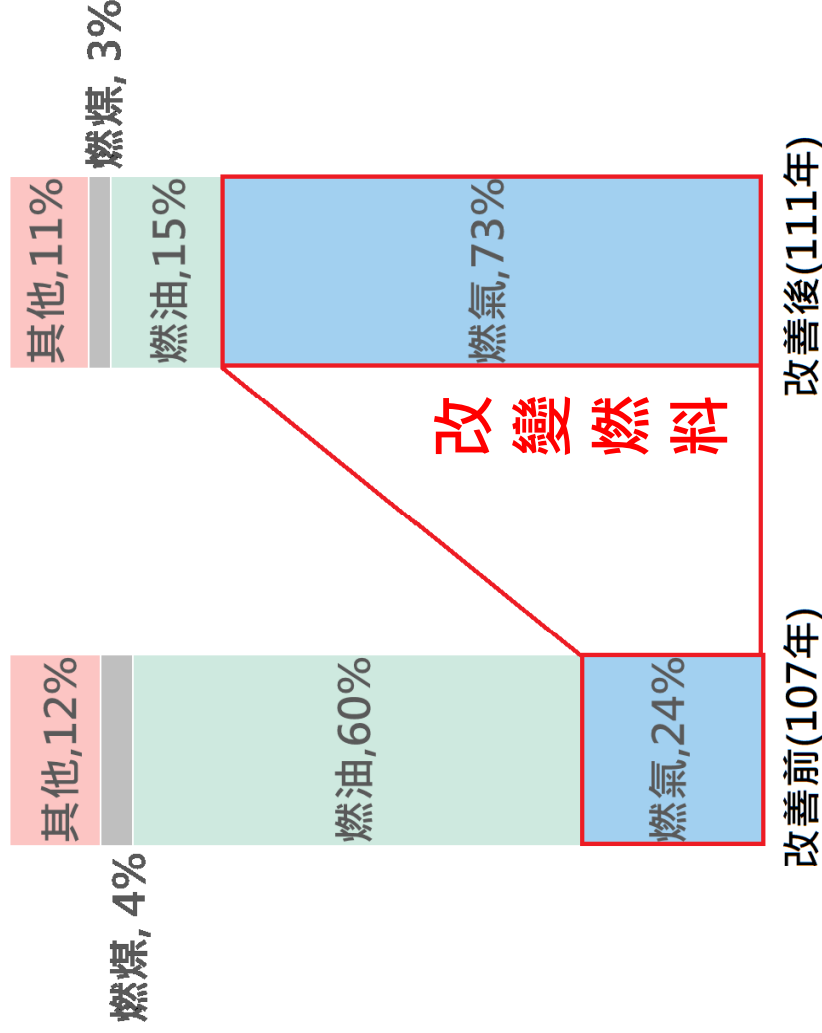 其他,12%
燃煤, 4%
燃油,60%
燃氣,24%
改善前(107年)
改變燃料
其他,11%
燃煤, 3%
燃油,15%
燃氣,73%
改善後(111年)